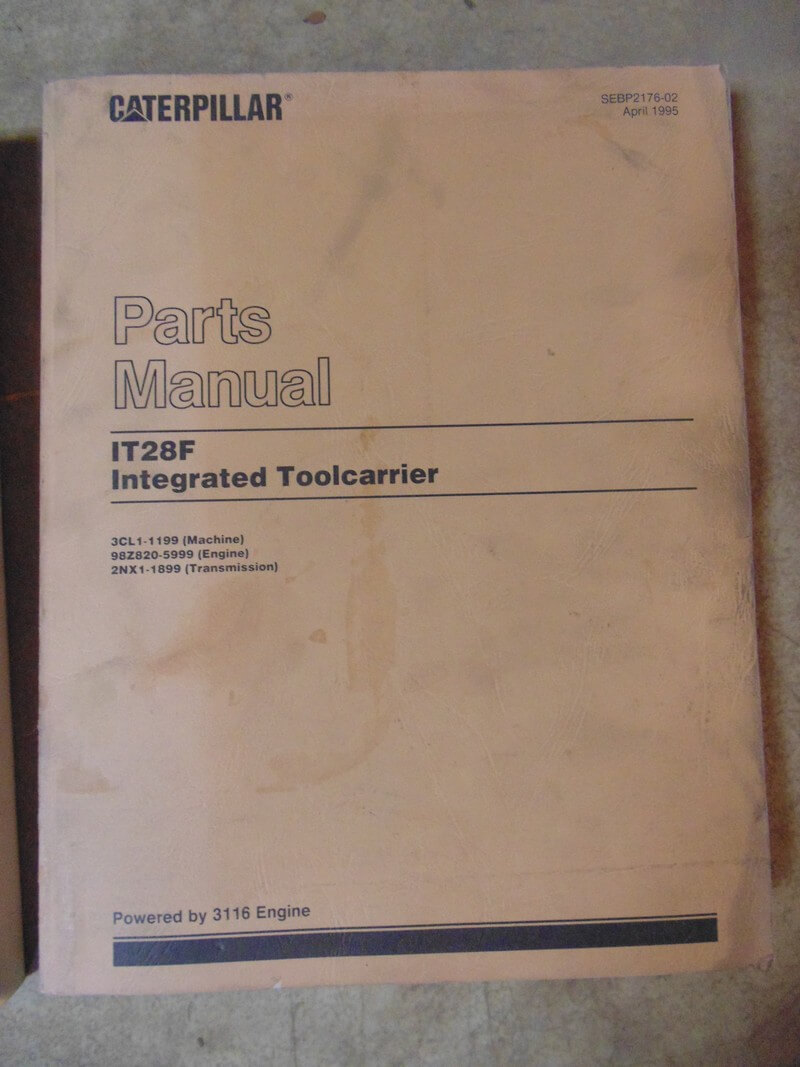 CATERPILLAR®
SEBP2176-02
April 1995
Parts
Manual
IT28F
Integrated Toolcarrier
3CL1-1199 (Machine)
98Z820-5999 (Engine)
2NX1-1899 (Transmission)
Powered by 3116 Engine